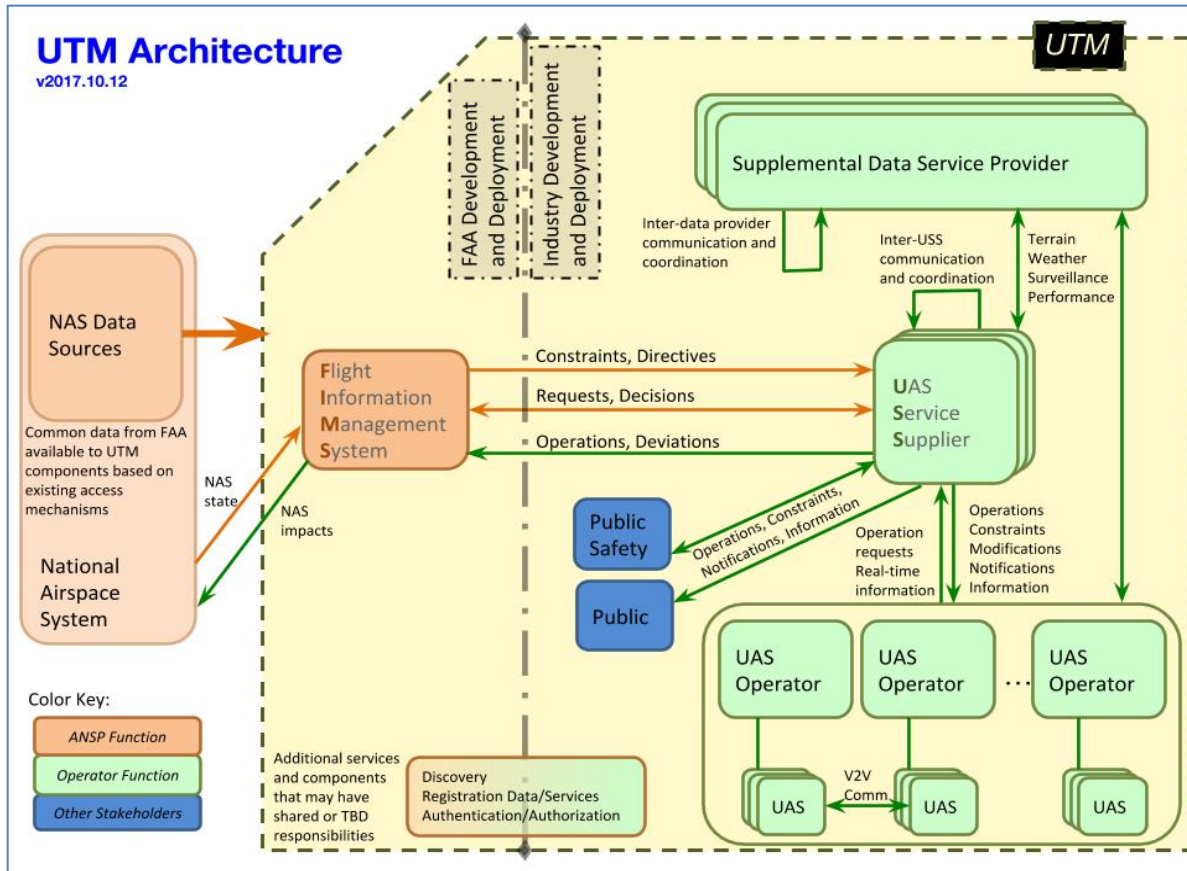 UTM Architecture
v2017.10.12
UTM
FAA Development
and Deployment
Industry Development
and Deployment
Supplemental Data Service Provider
Inter-data provider
communication and
coordination
Inter-USS
communication
and coordination
Terrain
Weather
Surveillance
Performance
NAS Data
Sources
Common data from FAA
available to UTM
components based on
existing access
mechanisms
National
Airspace
System
NAS
state
NAS
impacts
Flight
Information
Management
System
Constraints, Directives
Requests, Decisions
Operations, Deviations
UAS
Service
Supplier
Public
Safety
Public
Operations, Constraints,
Notifications, Information
Operation
requests
Real-time
information
Operations
Constraints
Modifications
Notifications
Information
UAS
Operator
UAS
Operator
...
UAS
Operator
UAS
V2V
Comm.
UAS
UAS
Color Key:
ANSP Function
Operator Function
Other Stakeholders
Additional services
and components
that may have
shared or TBD
responsibilities
Discovery
Registration Data/Services
Authentication/Authorization